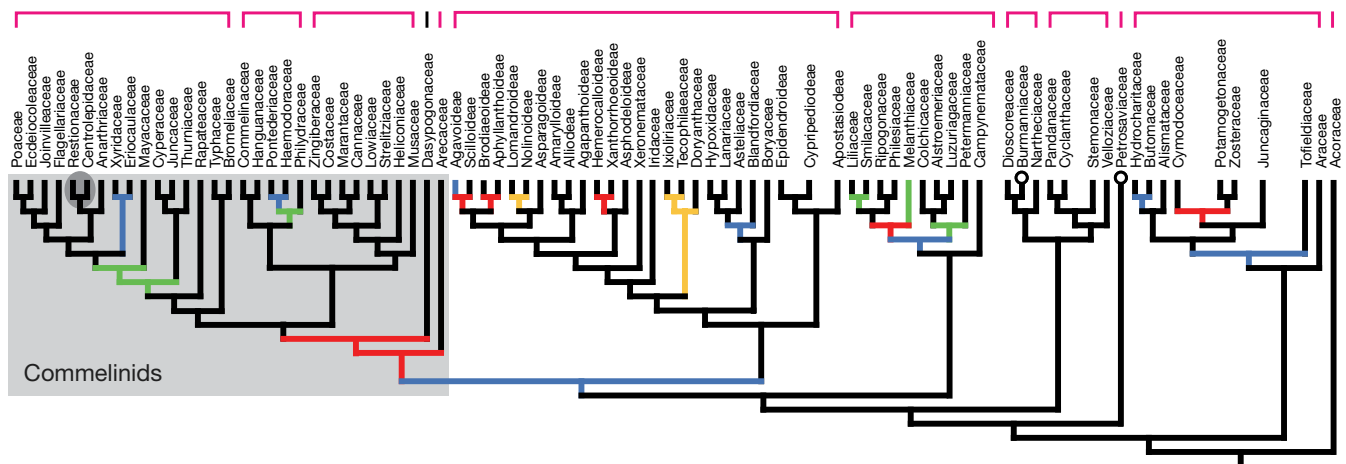 Poaceae
Ecdeiocoleaceae
Joinvilleaceae
Flagellariaceae
Restionaceae
Centrolepidaceae
Anarthriaceae
Xyridaceae
Eriocaulaceae
Mayacaceae
Cyperaceae
Juncaceae
Thurniaceae
Rapateaceae
Typhaceae
Bromeliaceae
Commelinaceae
Hanguanaceae
Pontederiaceae
Haemodoraceae
Philydraceae
Zingiberaceae
Costaceae
Marantaceae
Cannaceae
Lowiaceae
Strelitziaceae
Heliconiaceae
Musaceae
Dasypogonaceae
Arecaceae
Agavoideae
Scilloideae
Brodiaeoideae
Aphyllanthoideae
Lomandroideae
Nolinoideae
Asparagoideae
Amarylloideae
Alliodeae
Agapanthoideae
Hemerocalloideae
Xanthorrhoeoideae
Asphodeloideae
Xeronemataceae
Iridaceae
Ixioliriaceae
Tecophilaeaceae
Doryanthaceae
Hypoxidaceae
Lanariaceae
Asteliaceae
Blandfordiaceae
Boryaceae
Epidendroideae
Cypripediodeae
Apostasiodeae
Liliaceae
Smilacaceae
Ripogonaceae
Philesiaceae
Melanthiaceae
Colchicaceae
Alstroemeriaceae
Luzuriagaceae
Petermanniaceae
Campynemataceae
Dioscoreaceae
Burmanniaceae
Nartheciaceae
Pandanaceae
Cyclanthaceae
Stemonaceae
Velloziaceae
Petrosaviaceae
Hydrocharitaceae
Butomaceae
Alismataceae
Cymodoceaceae
Potamogetonaceae
Zosteraceae
Juncaginaceae
Tofieldiaceae
Araceae
Acoraceae
Commelinids